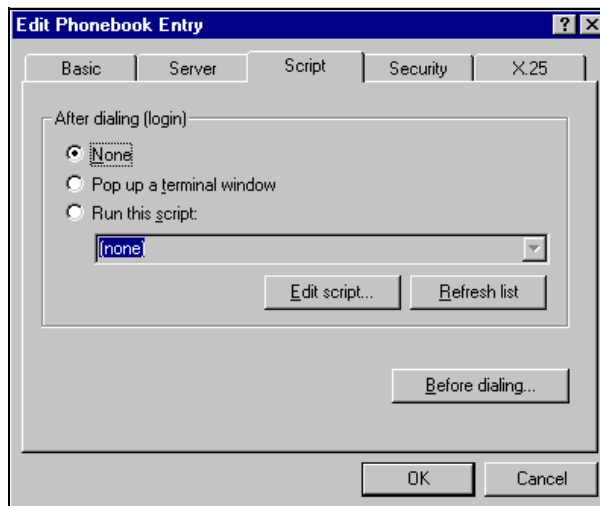 Edit Phonebook Entry
Basic Server Script Security X.25
After dialing (login)
None
Pop up a terminal window
Run this script:
(none)
Edit script... Refresh list
Before dialing...
OK Cancel